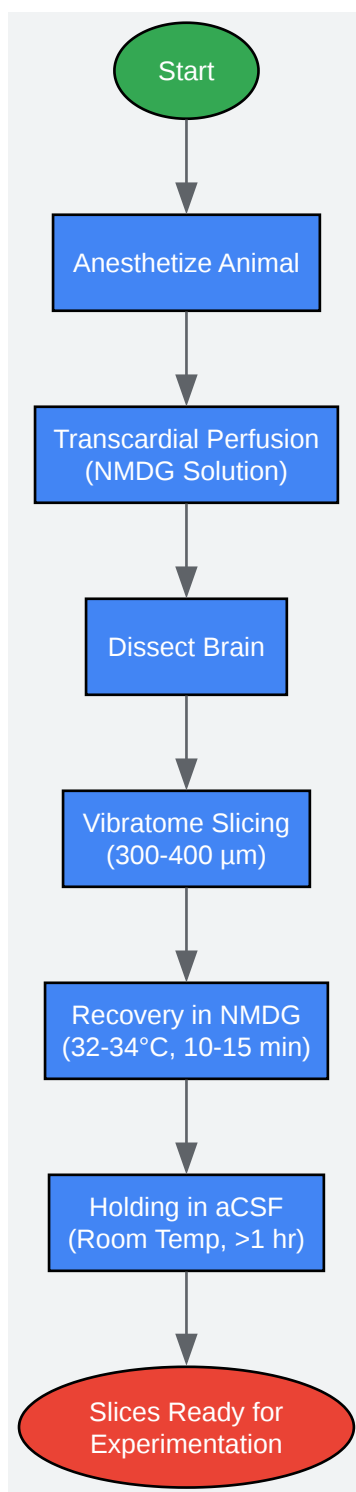 Start
Anesthetize Animal
Transcardial Perfusion
(NMDG Solution)
Dissect Brain
Vibratome Slicing
(300-400 µm)
Recovery in NMDG
(32-34°C, 10-15 min)
Holding in aCSF
(Room Temp, >1 hr)
Slices Ready for
Experimentation